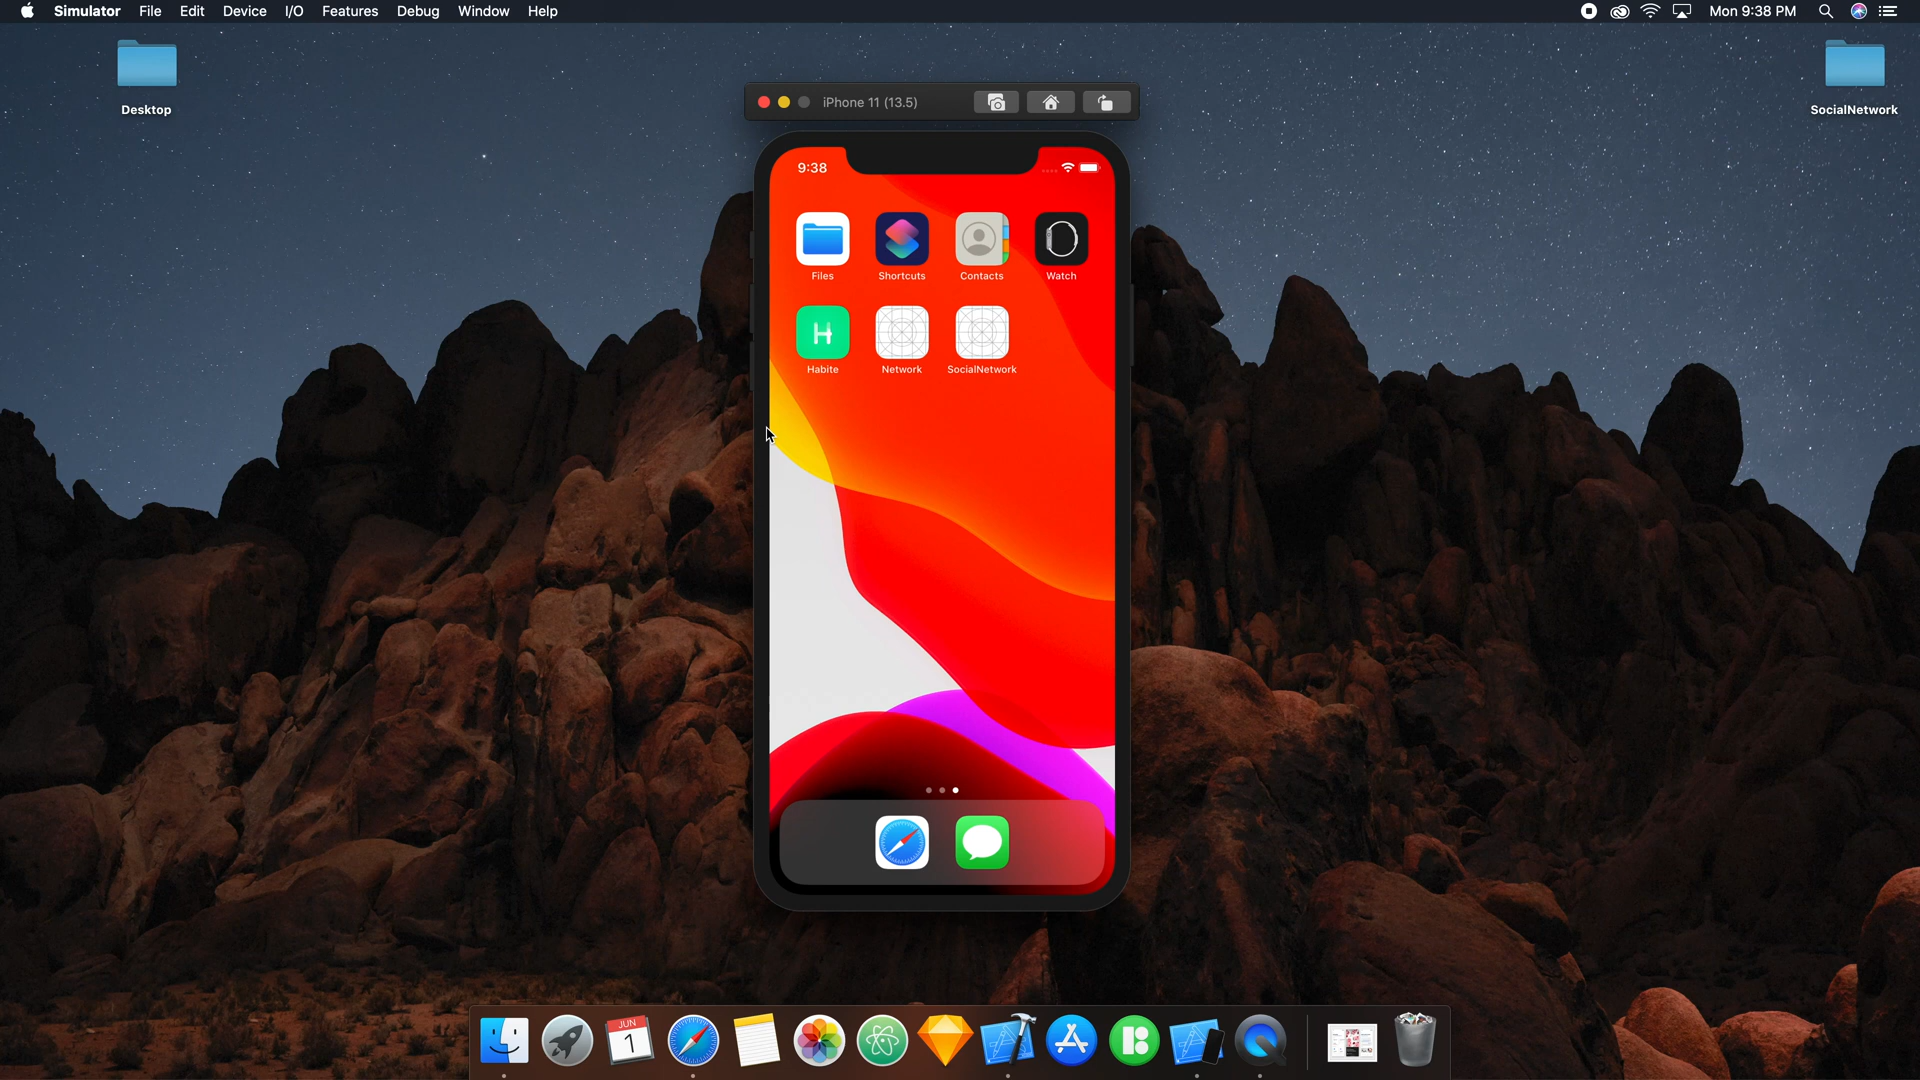 Simulator File Edit Device I/O Features Debug Window Help
Mon 9:38 PM
Desktop
SocialNetwork
iPhone 11 (13.5)
9:38
Files Shortcuts Contacts Watch
H
Habite Network SocialNetwork
JUN
1